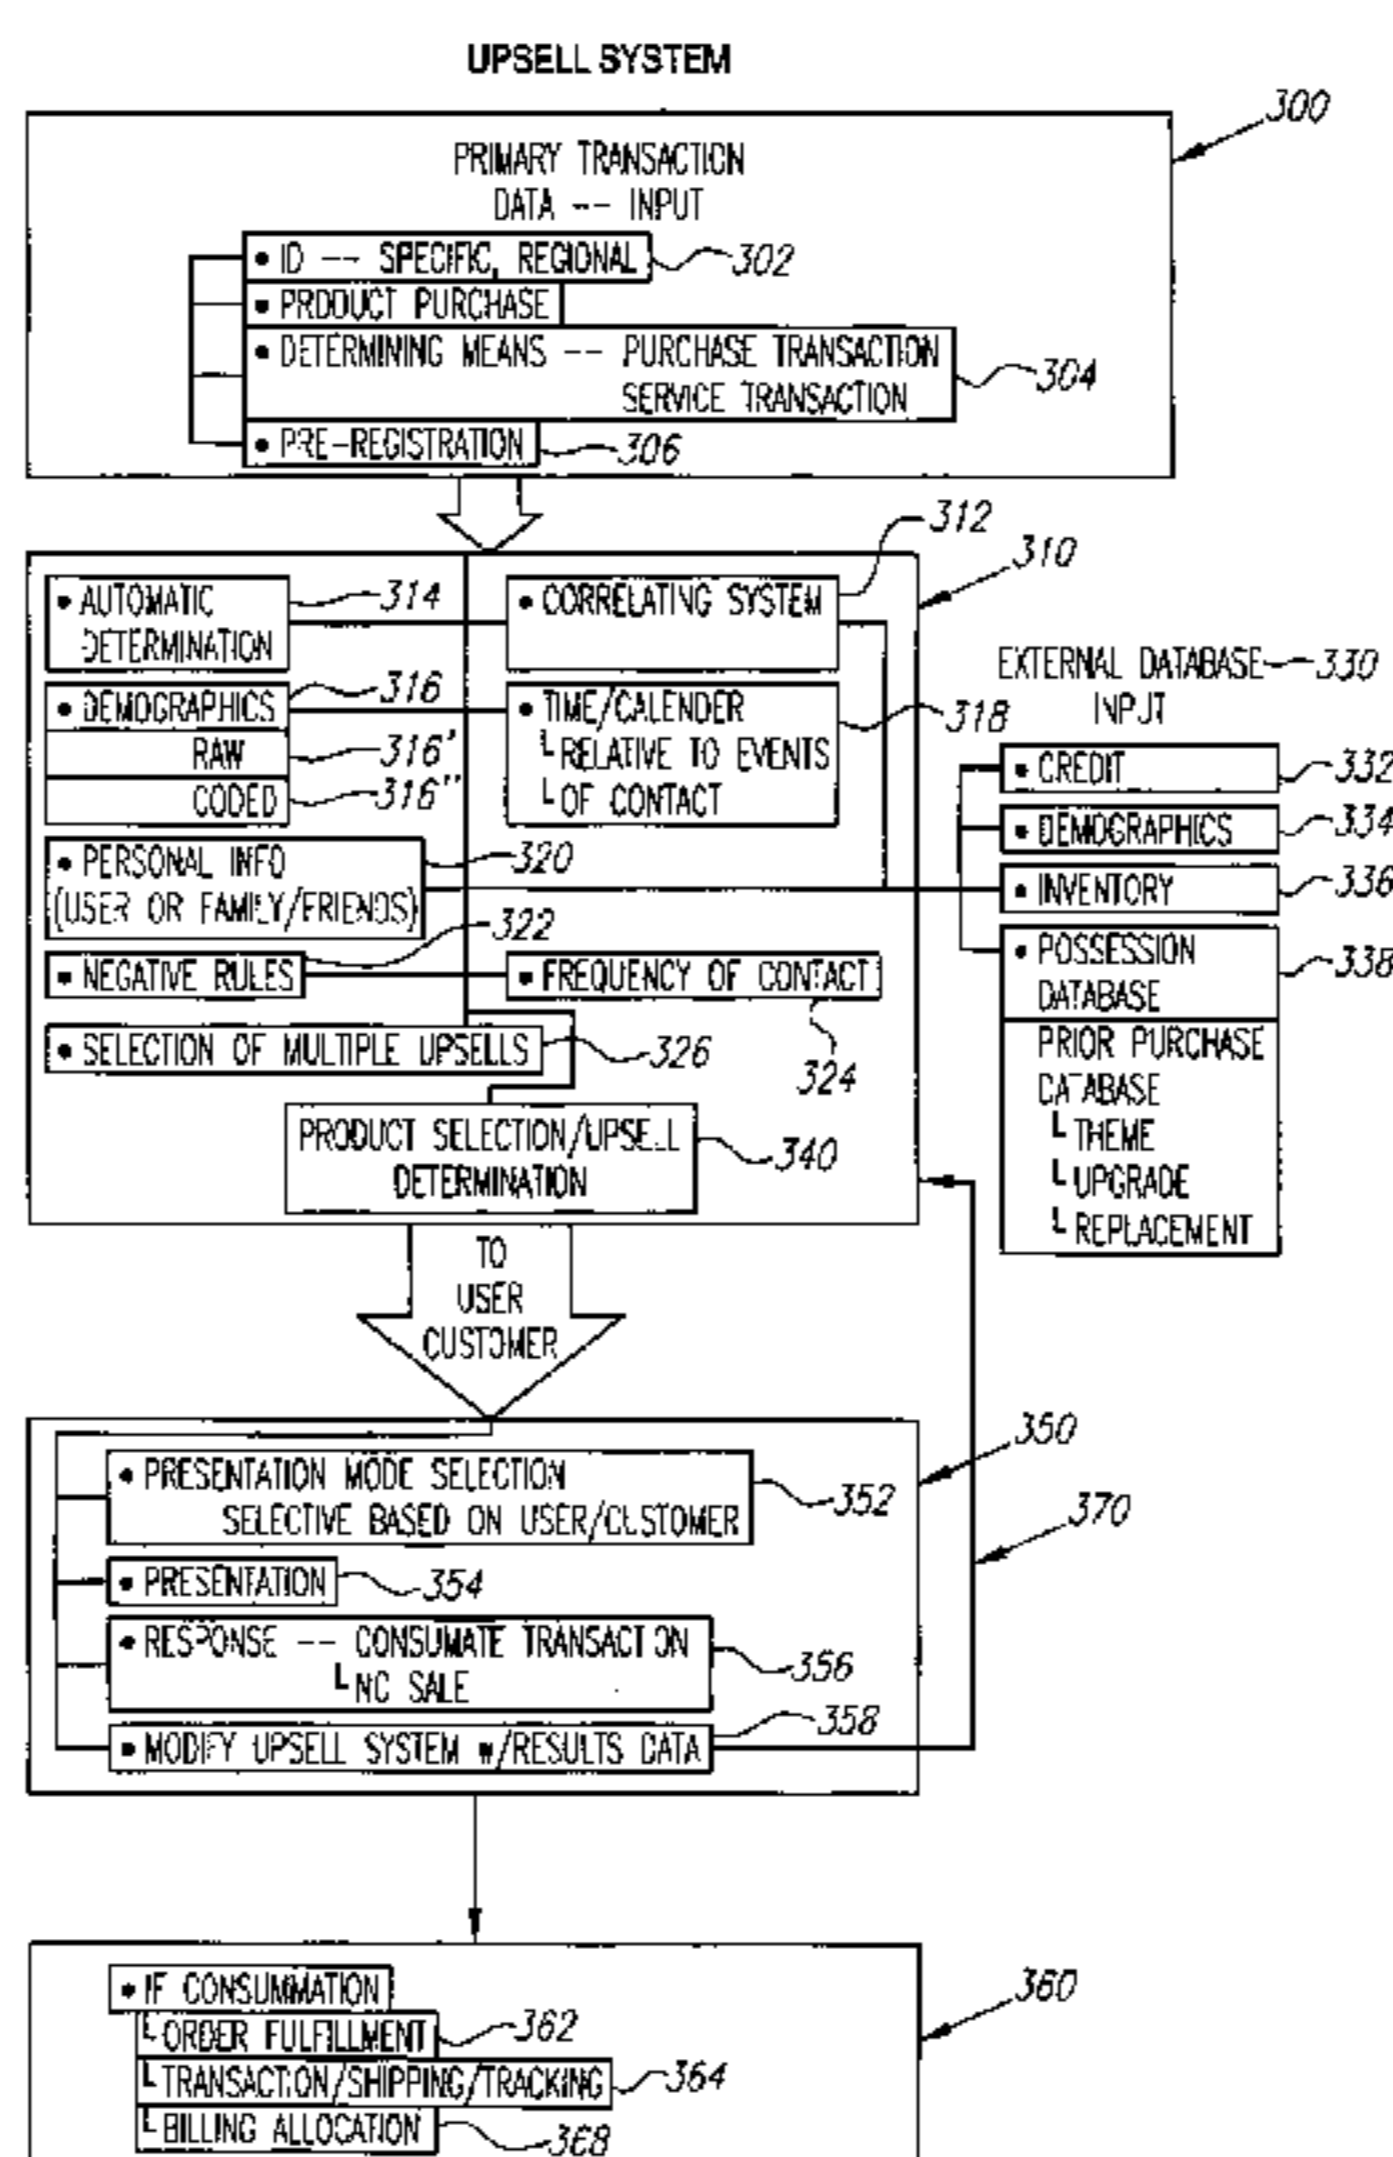 UPSELL SYSTEM
300
PRIMARY TRANSACTION
DATA -- INPUT
• ID -- SPECIFIC, REGIONAL
302
• PRODUCT PURCHASE
• DETERMINING MEANS -- PURCHASE TRANSACTION
SERVICE TRANSACTION
304
• PRE-REGISTRATION
306
312
310
• AUTOMATIC
DETERMINATION
314
• CORRELATING SYSTEM
• DEMOGRAPHICS
316
RAW
316'
CODED
316"
• TIME/CALENDER
└ RELATIVE TO EVENTS
└ OF CONTACT
318
• PERSONAL INFO
(USER OR FAMILY/FRIENDS)
320
• NEGATIVE RULES
322
• FREQUENCY OF CONTACT
324
• SELECTION OF MULTIPLE UPSELLS
326
PRODUCT SELECTION/UPSELL
DETERMINATION
340
EXTERNAL DATABASE
330
INPUT
• CREDIT
332
• DEMOGRAPHICS
334
• INVENTORY
336
• POSSESSION
DATABASE
338
PRIOR PURCHASE
DATABASE
└ THEME
└ UPGRADE
└ REPLACEMENT
TO
USER
CUSTOMER
350
• PRESENTATION MODE SELECTION
SELECTIVE BASED ON USER/CUSTOMER
352
370
• PRESENTATION
354
• RESPONSE -- CONSUMATE TRANSACTION
└ NO SALE
356
• MODIFY UPSELL SYSTEM W/RESULTS DATA
358
360
• IF CONSUMMATION
└ ORDER FULFILLMENT
362
└ TRANSACTION/SHIPPING/TRACKING
364
└ BILLING ALLOCATION
368